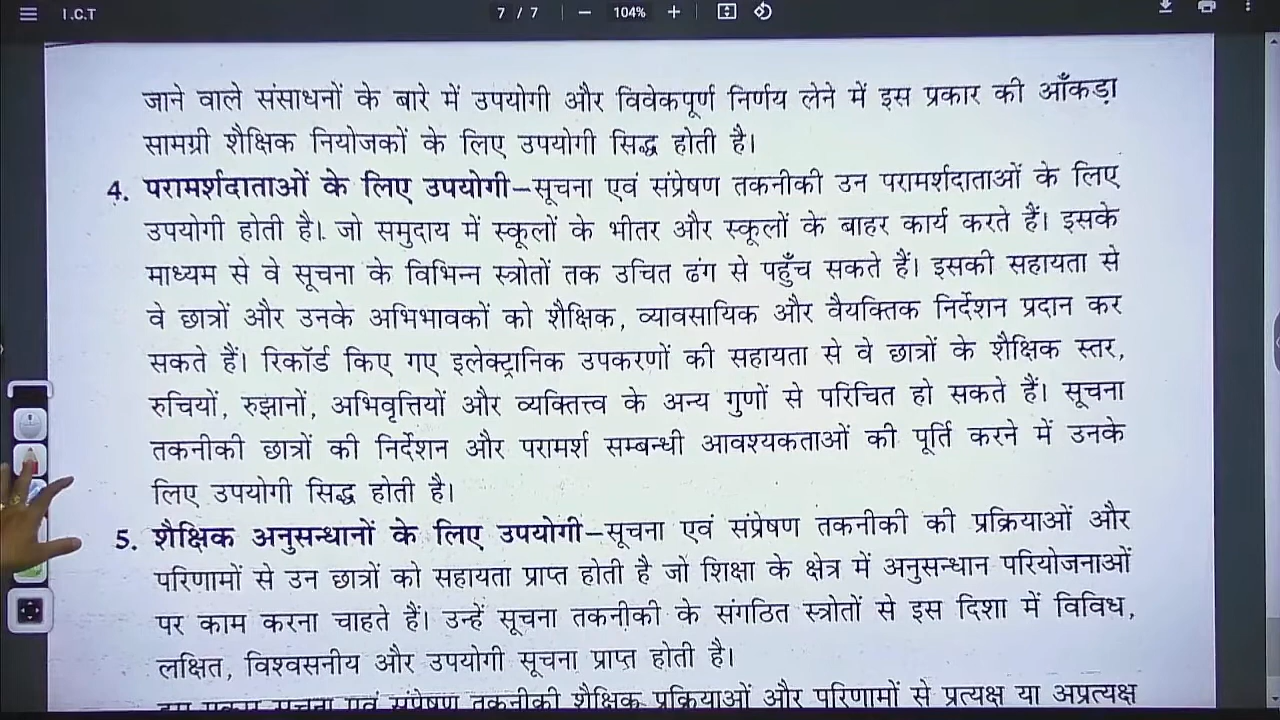 I.C.T
7 / 7
104%
जाने वाले संसाधनों के बारे में उपयोगी और विवेकपूर्ण निर्णय लेने में इस प्रकार की आँकड़ा
सामग्री शैक्षिक नियोजकों के लिए उपयोगी सिद्ध होती है।
4. परामर्शदाताओं के लिए उपयोगी–सूचना एवं संप्रेषण तकनीकी उन परामर्शदाताओं के लिए
उपयोगी होती है। जो समुदाय में स्कूलों के भीतर और स्कूलों के बाहर कार्य करते हैं। इसके
माध्यम से वे सूचना के विभिन्न स्त्रोतों तक उचित ढंग से पहुँच सकते हैं। इसकी सहायता से
वे छात्रों और उनके अभिभावकों को शैक्षिक, व्यावसायिक और वैयक्तिक निर्देशन प्रदान कर
सकते हैं। रिकॉर्ड किए गए इलेक्ट्रानिक उपकरणों की सहायता से वे छात्रों के शैक्षिक स्तर,
रुचियों, रुझानों, अभिवृत्तियों और व्यक्तित्त्व के अन्य गुणों से परिचित हो सकते हैं। सूचना
तकनीकी छात्रों की निर्देशन और परामर्श सम्बन्धी आवश्यकताओं की पूर्ति करने में उनके
लिए उपयोगी सिद्ध होती है।
5. शैक्षिक अनुसन्धानों के लिए उपयोगी–सूचना एवं संप्रेषण तकनीकी की प्रक्रियाओं और
परिणामों से उन छात्रों को सहायता प्राप्त होती है जो शिक्षा के क्षेत्र में अनुसन्धान परियोजनाओं
पर काम करना चाहते हैं। उन्हें सूचना तकनीकी के संगठित स्त्रोतों से इस दिशा में विविध,
लक्षित, विश्वसनीय और उपयोगी सूचना प्राप्त होती है।
इस प्रकार सूचना एवं संप्रेषण तकनीकी शैक्षिक प्रक्रियाओं और परिणामों से प्रत्यक्ष या अप्रत्यक्ष